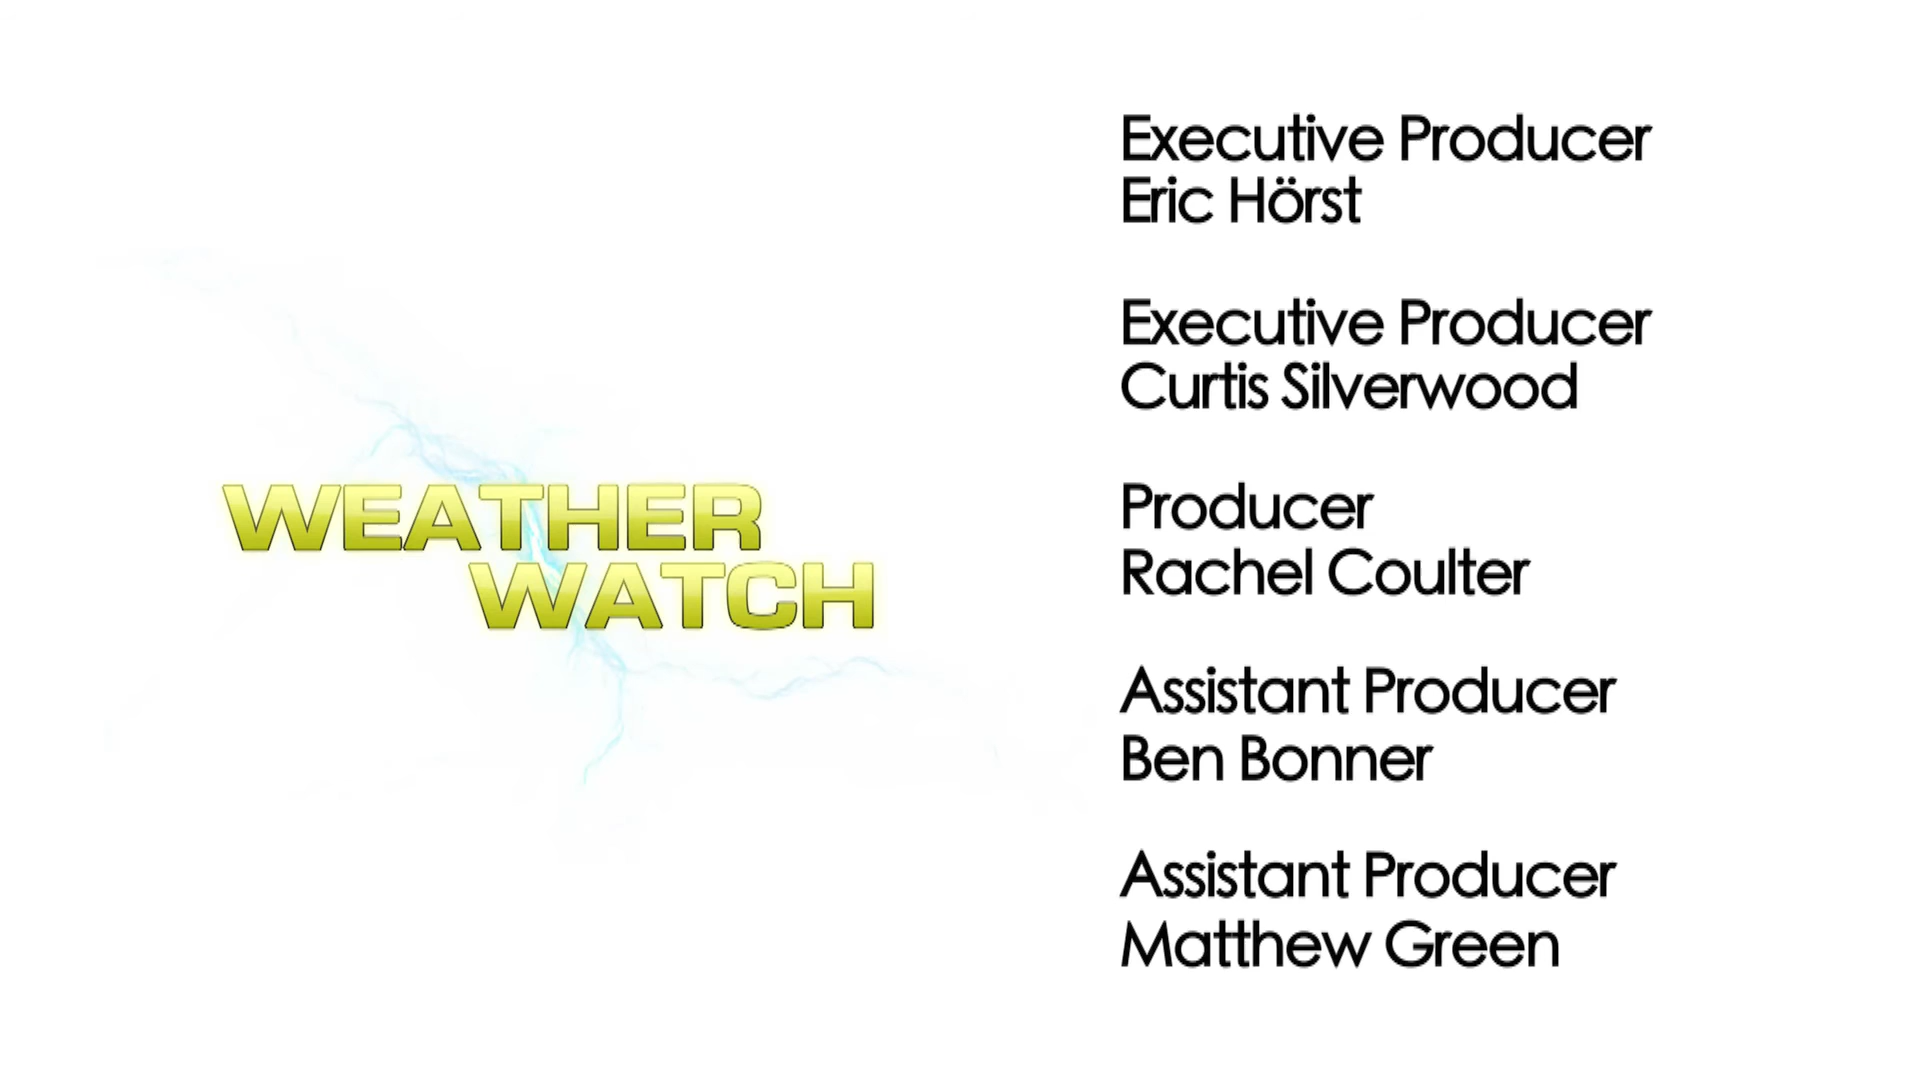 WEATHER
WATCH
Executive Producer
Eric Hörst
Executive Producer
Curtis Silverwood
Producer
Rachel Coulter
Assistant Producer
Ben Bonner
Assistant Producer
Matthew Green